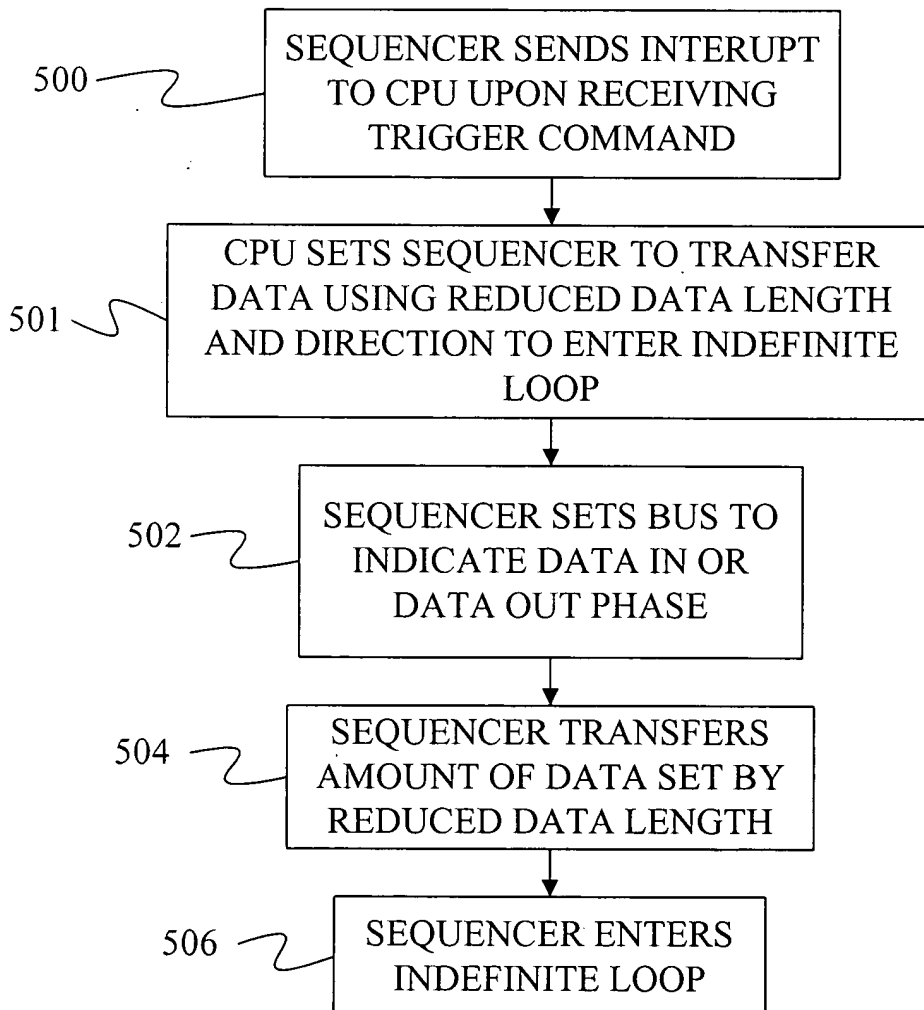 500
SEQUENCER SENDS INTERUPT
TO CPU UPON RECEIVING
TRIGGER COMMAND
501
CPU SETS SEQUENCER TO TRANSFER
DATA USING REDUCED DATA LENGTH
AND DIRECTION TO ENTER INDEFINITE
LOOP
502
SEQUENCER SETS BUS TO
INDICATE DATA IN OR
DATA OUT PHASE
504
SEQUENCER TRANSFERS
AMOUNT OF DATA SET BY
REDUCED DATA LENGTH
506
SEQUENCER ENTERS
INDEFINITE LOOP